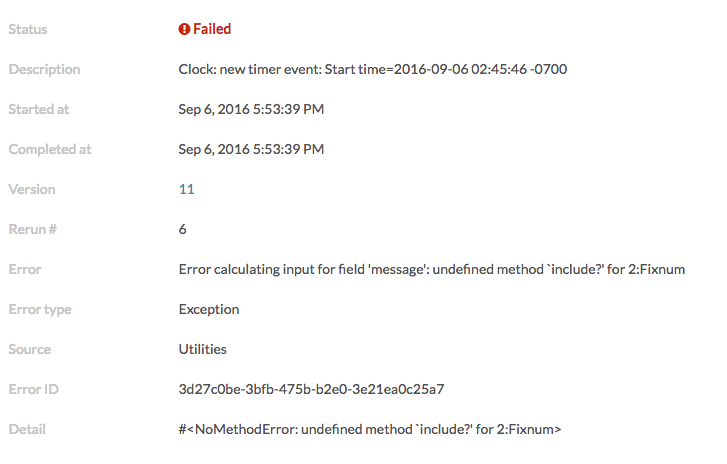 Status Failed
Description Clock: new timer event: Start time=2016-09-06 02:45:46 -0700
Started at Sep 6, 2016 5:53:39 PM
Completed at Sep 6, 2016 5:53:39 PM
Version 11
Rerun # 6
Error Error calculating input for field 'message': undefined method `include?' for 2:Fixnum
Error type Exception
Source Utilities
Error ID 3d27c0be-3bfb-475b-b2e0-3e21ea0c25a7
Detail #<NoMethodError: undefined method `include?' for 2:Fixnum>